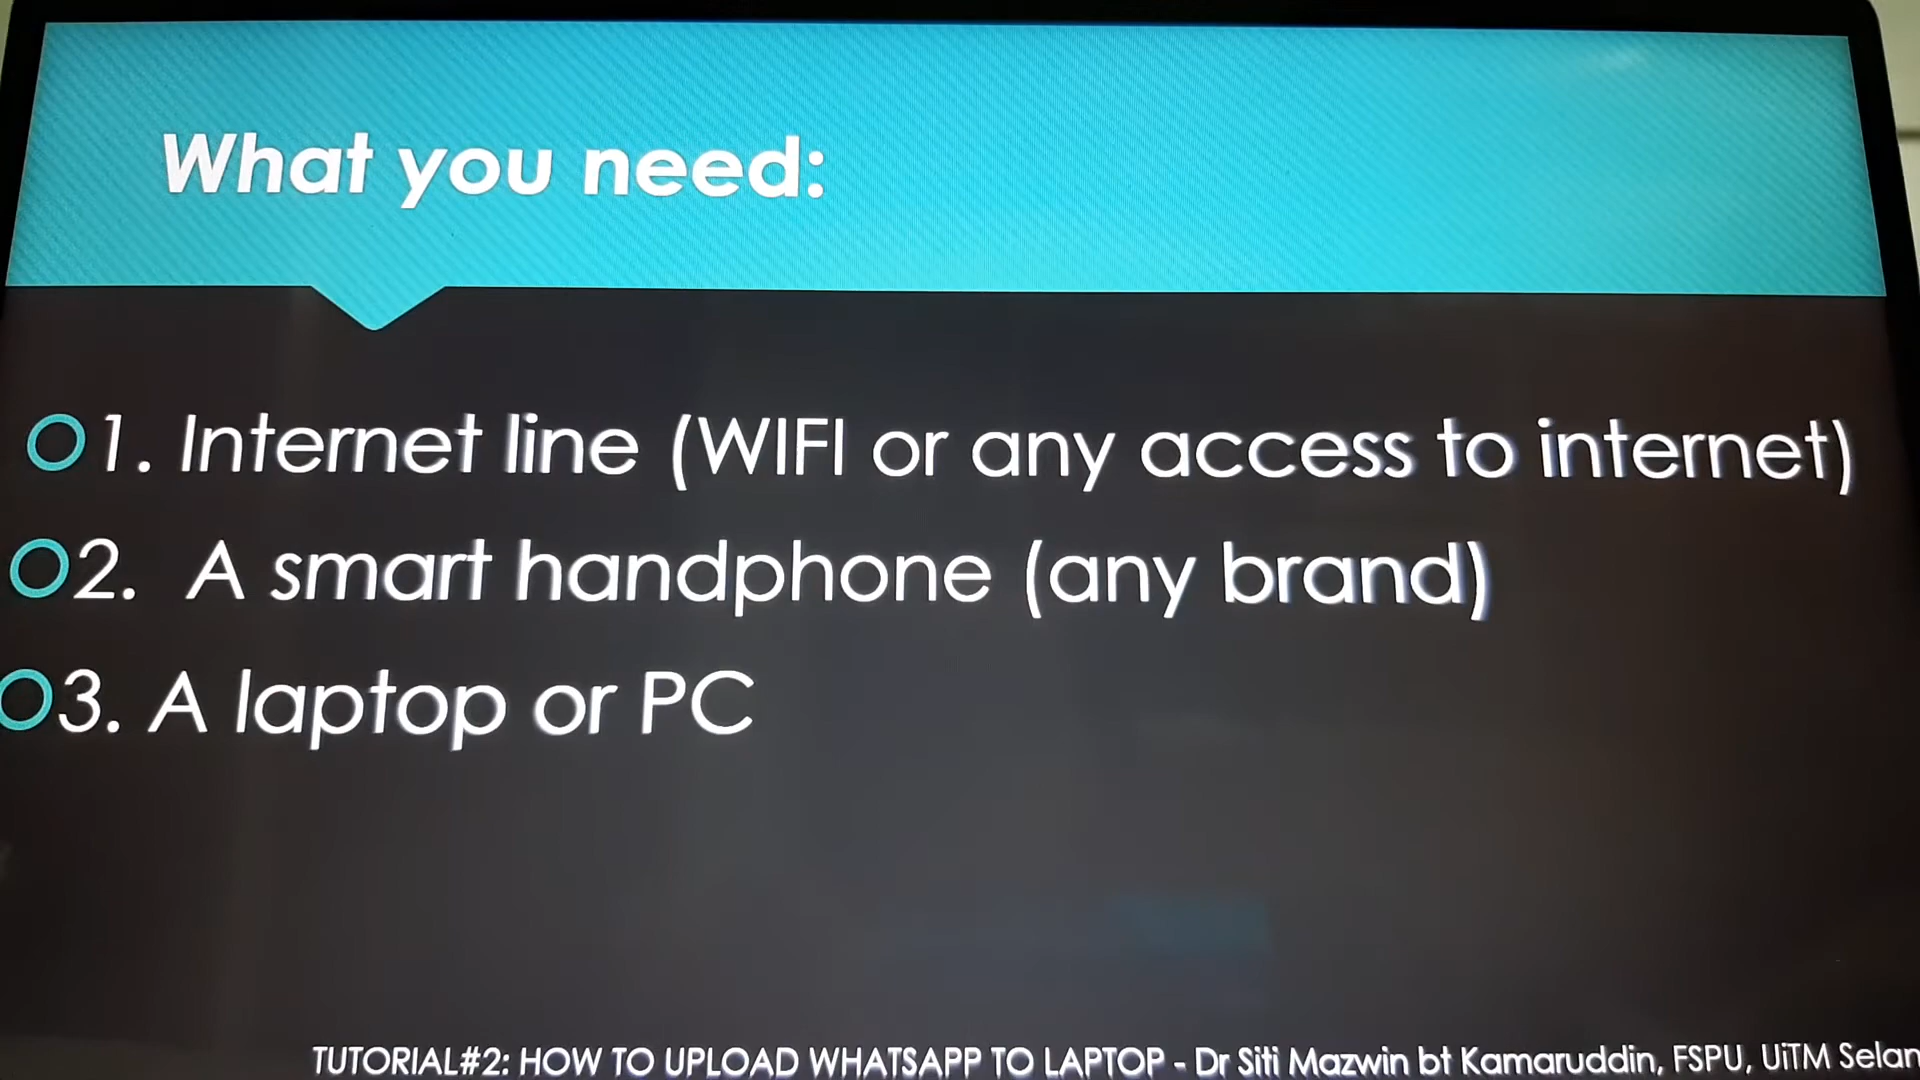 What you need:
1. Internet line (WIFI or any access to internet)
2. A smart handphone (any brand)
3. A laptop or PC
TUTORIAL#2: HOW TO UPLOAD WHATSAPP TO LAPTOP - Dr Siti Mazwin bt Kamaruddin, FSPU, UiTM